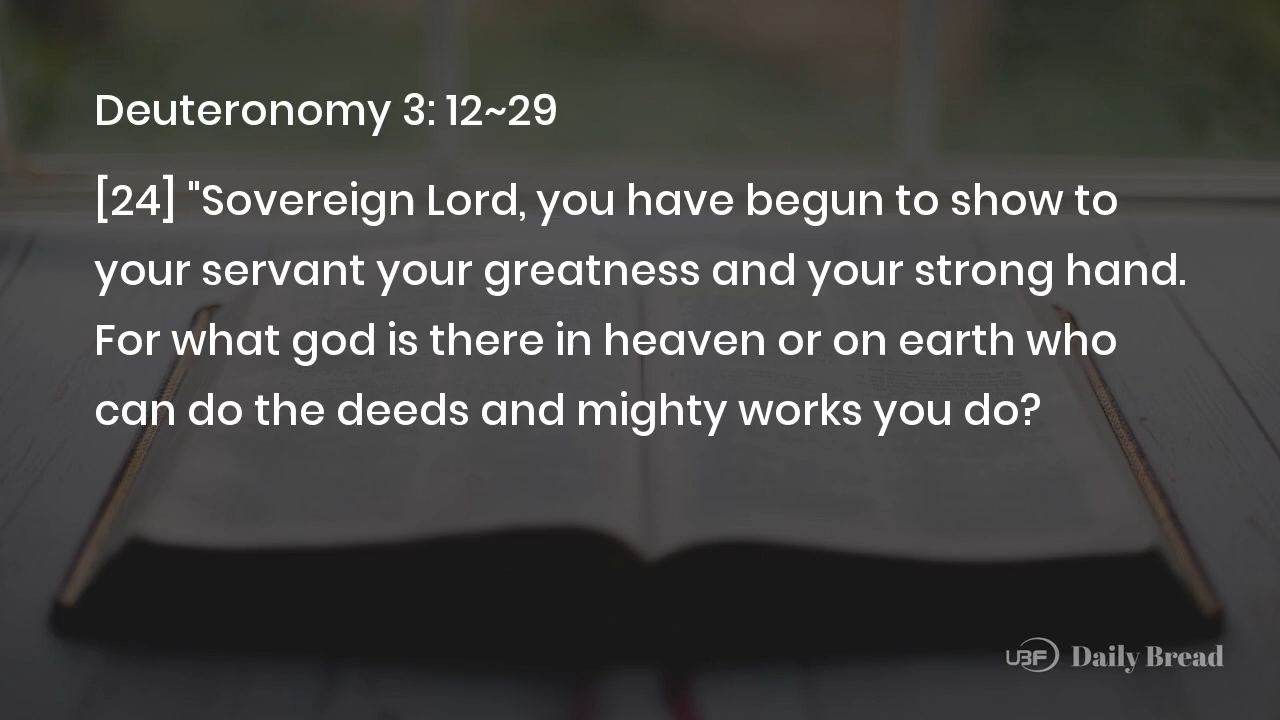 Deuteronomy 3: 12~29
[24] "Sovereign Lord, you have begun to show to
your servant your greatness and your strong hand.
For what god is there in heaven or on earth who
can do the deeds and mighty works you do?
UBF Daily Bread